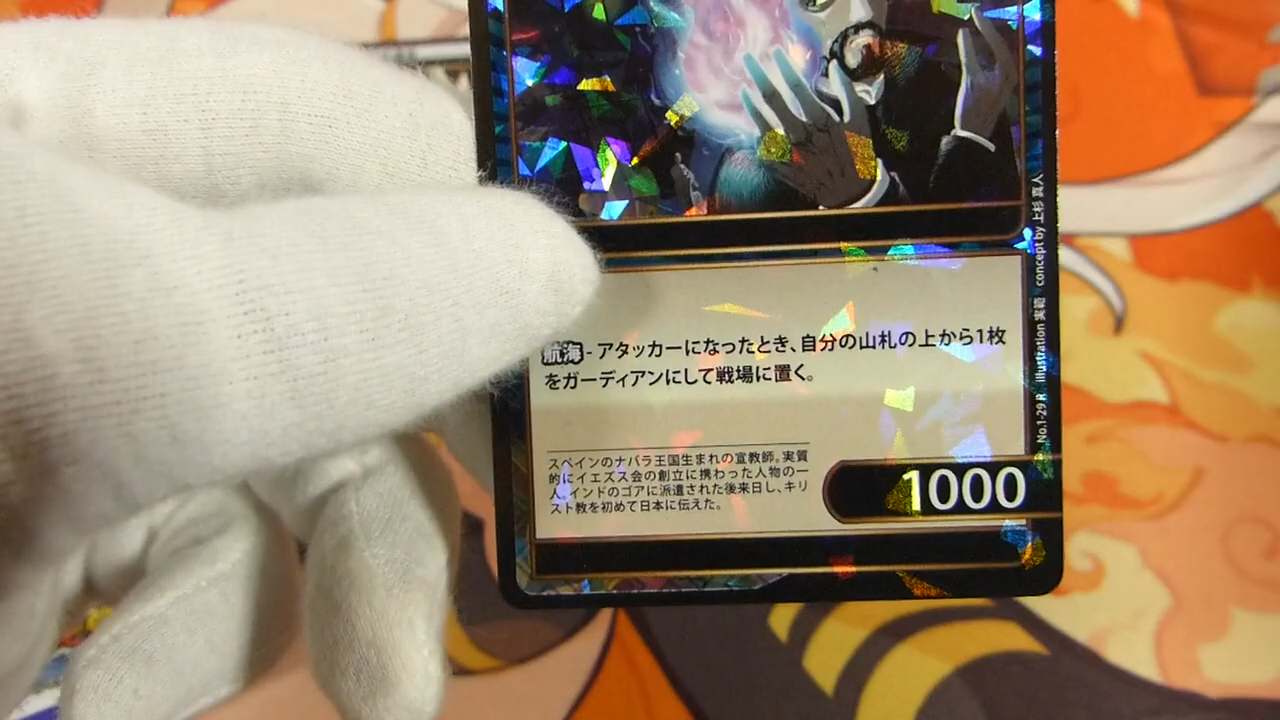 航海 - アタッカーになったとき、自分の山札の上から1枚
をガーディアンにして戦場に置く。
スペインのナバラ王国生まれの宣教師。実質
的にイエズス会の創立に携わった人物の一
人。インドのゴアに派遣された後来日し、キリ
スト教を初めて日本に伝えた。
1000
No.1-29 R illustration 実範 concept by 上杉 真人